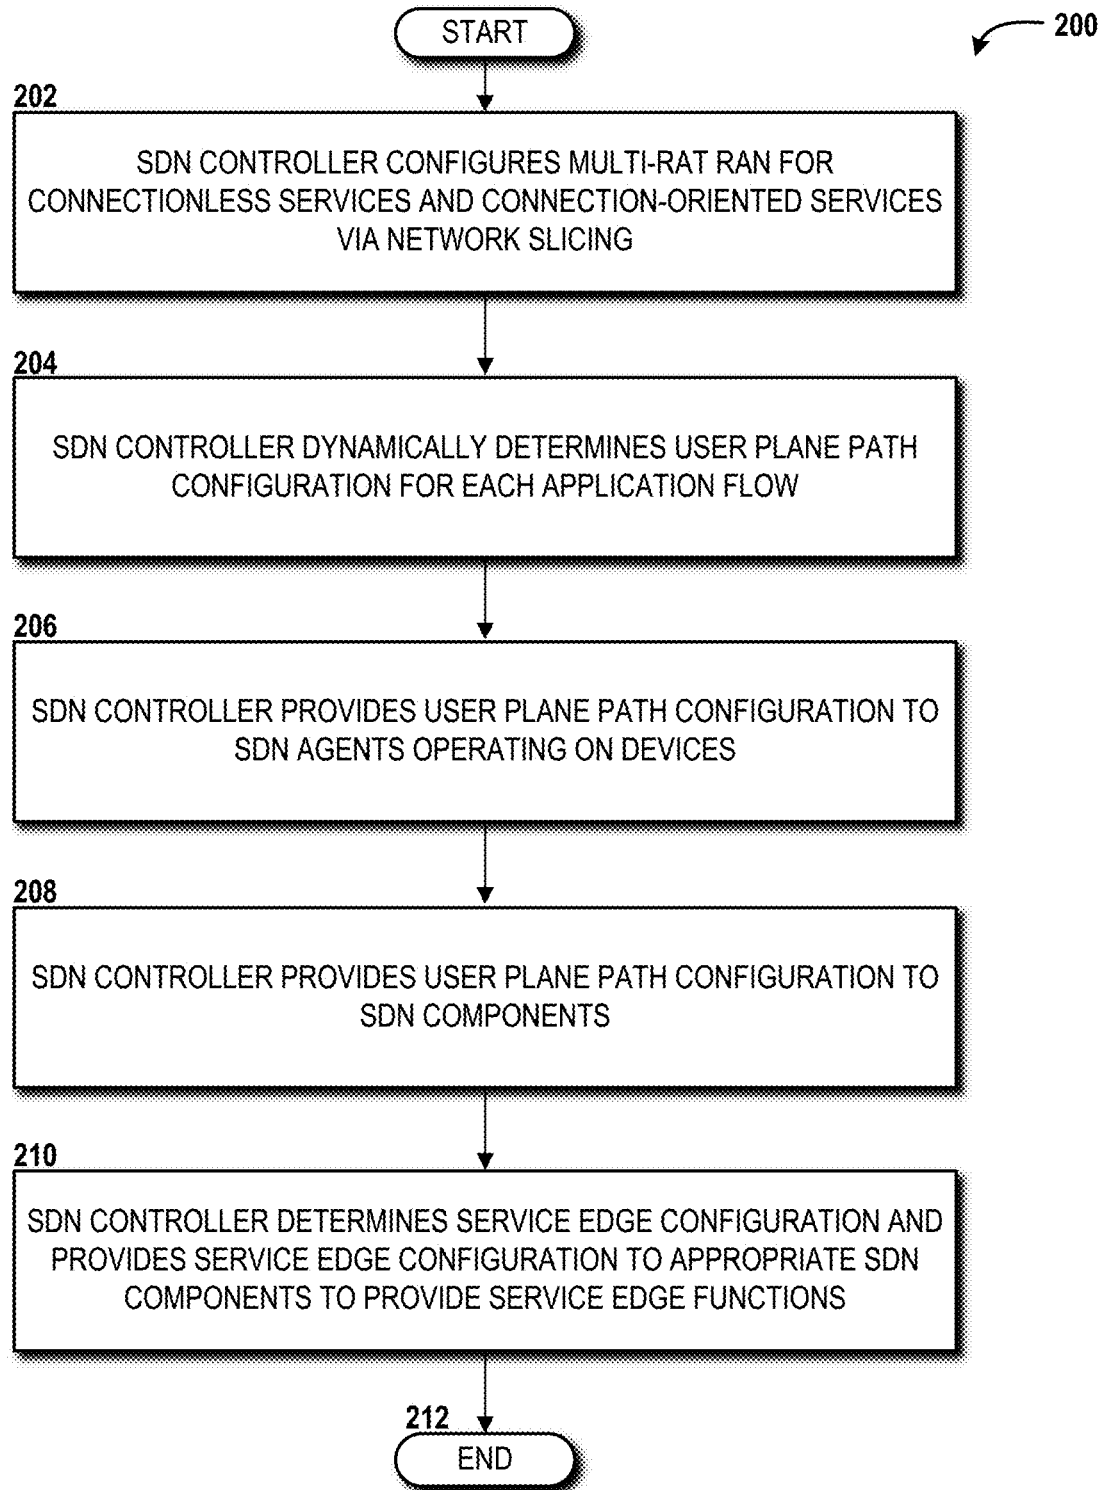 START
200
202
SDN CONTROLLER CONFIGURES MULTI-RAT RAN FOR
CONNECTIONLESS SERVICES AND CONNECTION-ORIENTED SERVICES
VIA NETWORK SLICING
204
SDN CONTROLLER DYNAMICALLY DETERMINES USER PLANE PATH
CONFIGURATION FOR EACH APPLICATION FLOW
206
SDN CONTROLLER PROVIDES USER PLANE PATH CONFIGURATION TO
SDN AGENTS OPERATING ON DEVICES
208
SDN CONTROLLER PROVIDES USER PLANE PATH CONFIGURATION TO
SDN COMPONENTS
210
SDN CONTROLLER DETERMINES SERVICE EDGE CONFIGURATION AND
PROVIDES SERVICE EDGE CONFIGURATION TO APPROPRIATE SDN
COMPONENTS TO PROVIDE SERVICE EDGE FUNCTIONS
212
END